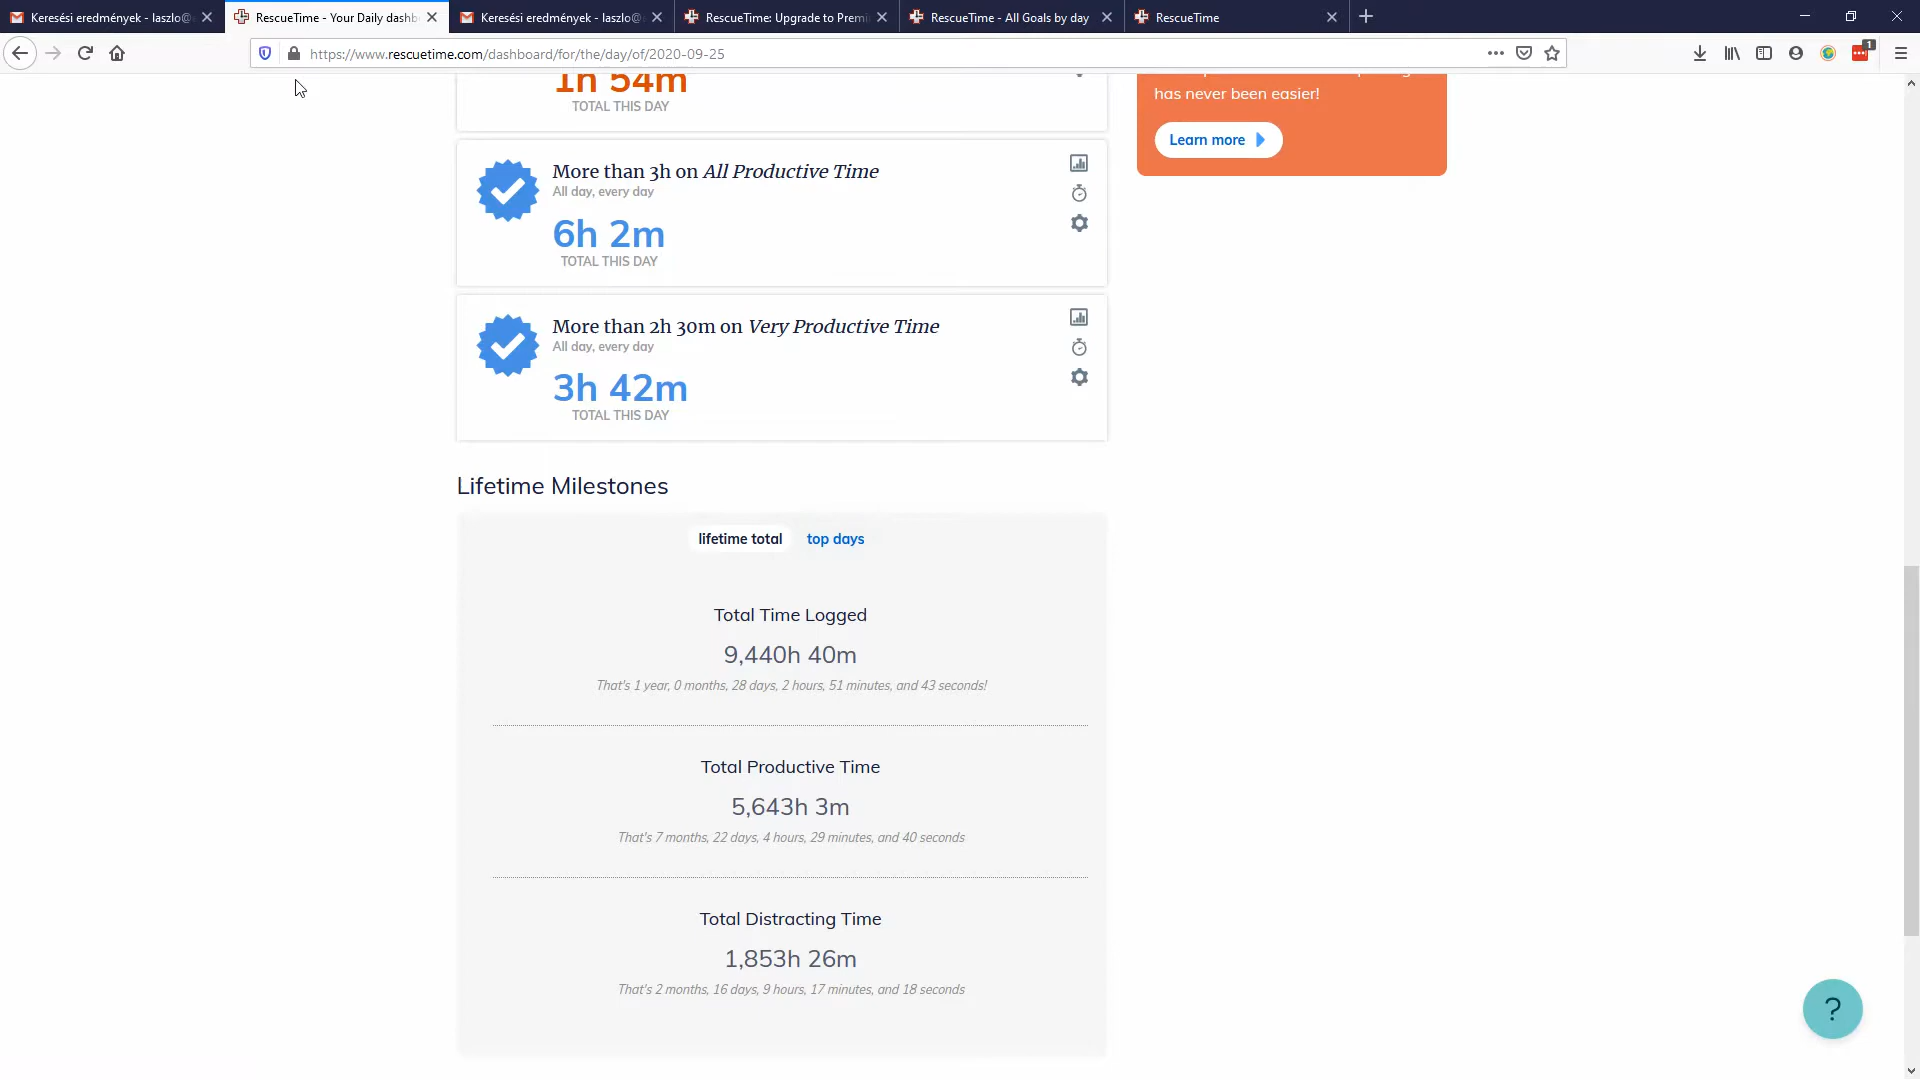 Keresési eredmények - laszlo@
RescueTime - Your Daily dashb
Keresési eredmények - laszlo@
RescueTime: Upgrade to Premi
RescueTime - All Goals by day
RescueTime
https://www.rescuetime.com/dashboard/for/the/day/of/2020-09-25
1
1h 54m
TOTAL THIS DAY
has never been easier!
Learn more
More than 3h on All Productive Time
All day, every day
6h 2m
TOTAL THIS DAY
More than 2h 30m on Very Productive Time
All day, every day
3h 42m
TOTAL THIS DAY
Lifetime Milestones
lifetime total top days
Total Time Logged
9,440h 40m
That's 1 year, 0 months, 28 days, 2 hours, 51 minutes, and 43 seconds!
Total Productive Time
5,643h 3m
That's 7 months, 22 days, 4 hours, 29 minutes, and 40 seconds
Total Distracting Time
1,853h 26m
That's 2 months, 16 days, 9 hours, 17 minutes, and 18 seconds
?